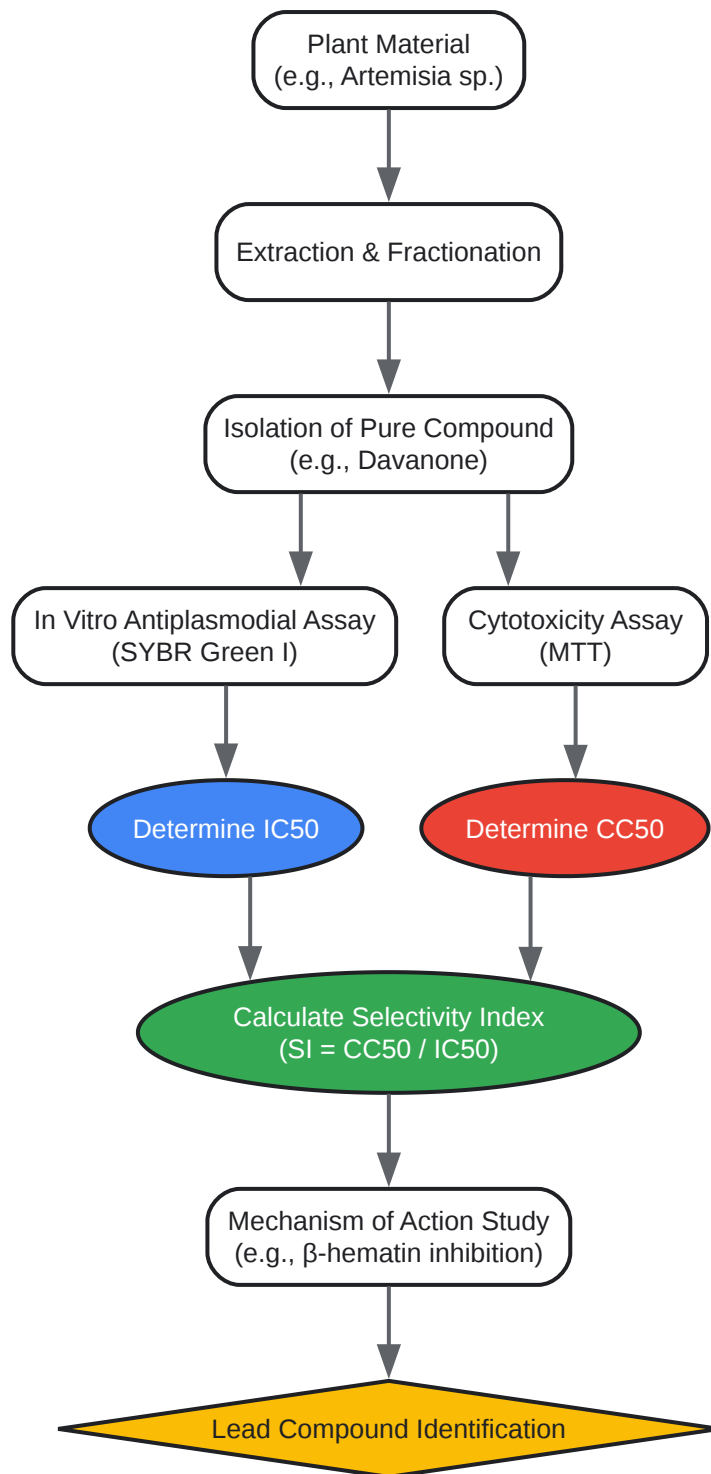 Plant Material
(e.g., Artemisia sp.)
Extraction & Fractionation
Isolation of Pure Compound
(e.g., Davanone)
In Vitro Antiplasmodial Assay
(SYBR Green I)
Cytotoxicity Assay
(MTT)
Determine IC50
Determine CC50
Calculate Selectivity Index
(SI = CC50 / IC50)
Mechanism of Action Study
(e.g., β-hematin inhibition)
Lead Compound Identification